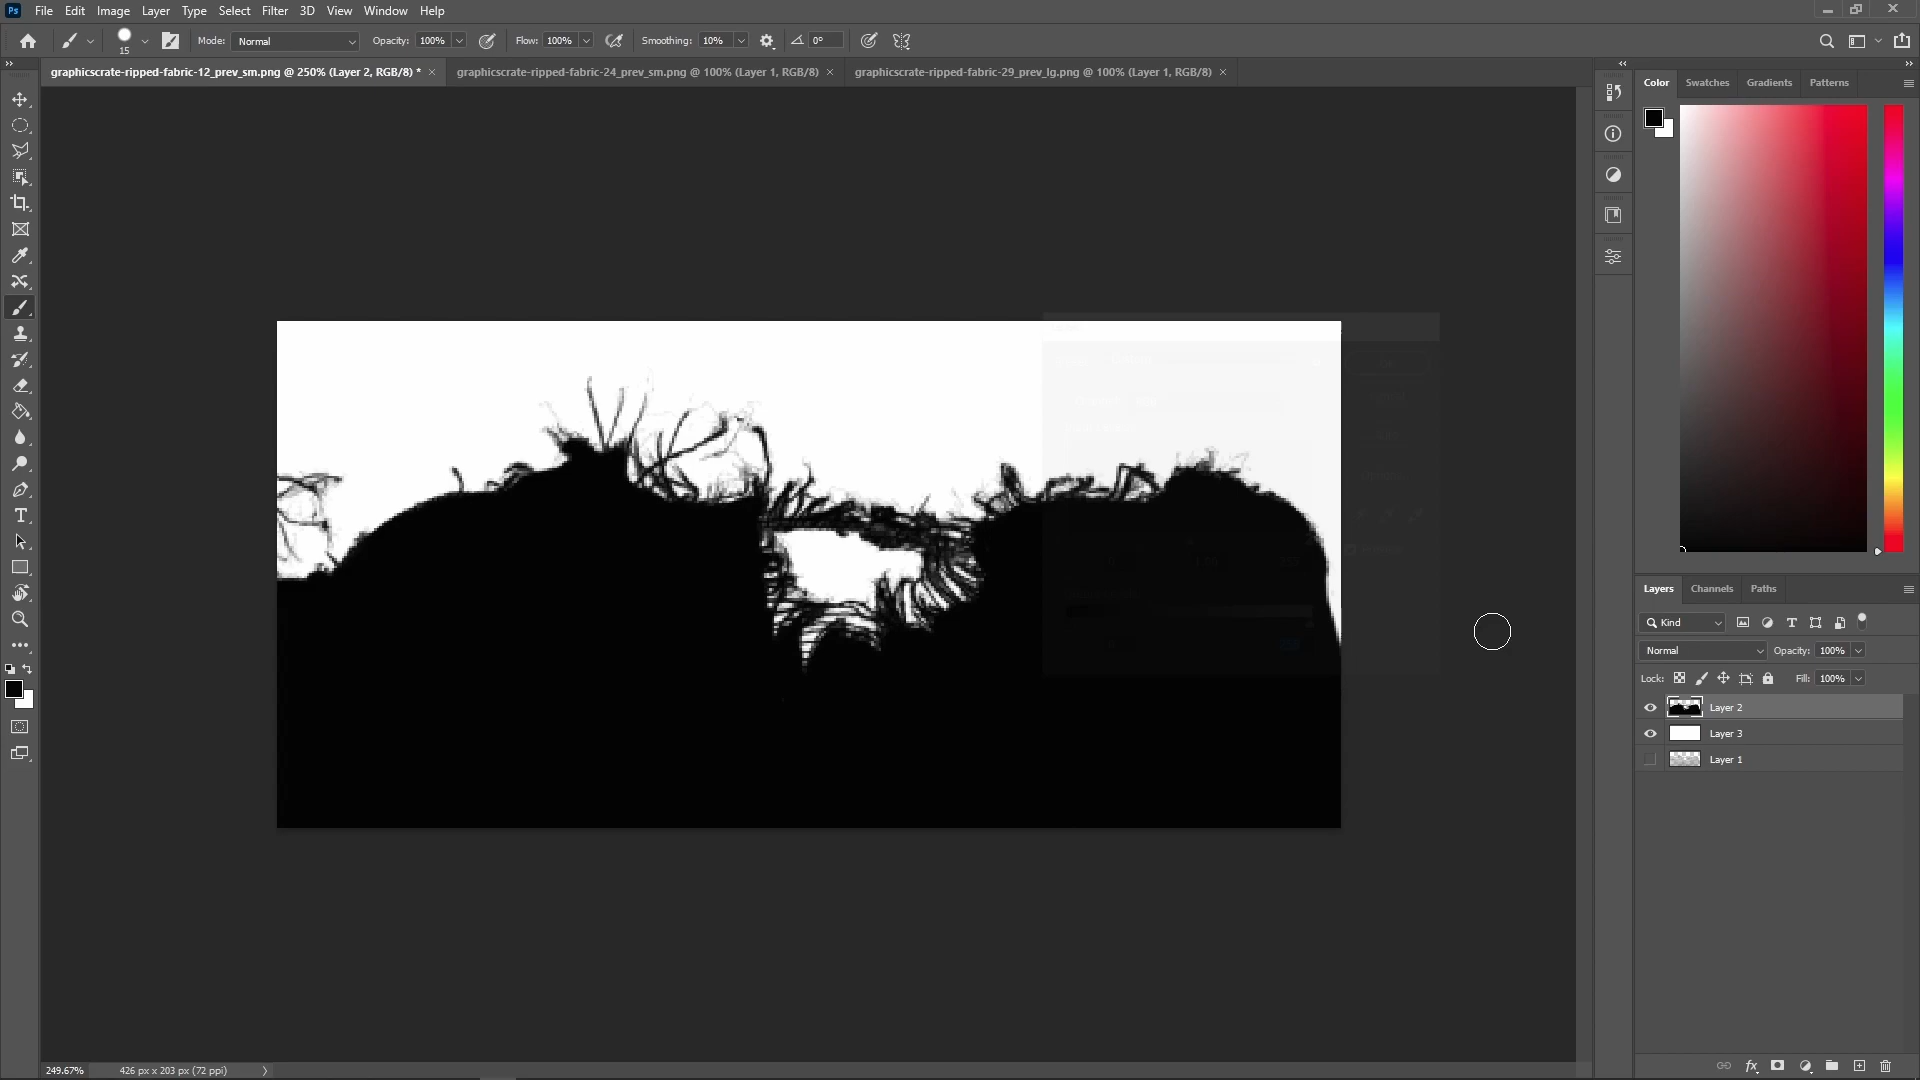 Ps File Edit Image Layer Type Select Filter 3D View Window Help
15 Mode: Normal Opacity: 100% Flow: 100% Smoothing: 10% 0°
graphicscrate-ripped-fabric-12_prev_sm.png @ 250% (Layer 2, RGB/8) * graphicscrate-ripped-fabric-24_prev_sm.png @ 100% (Layer 1, RGB/8) graphicscrate-ripped-fabric-29_prev_lg.png @ 100% (Layer 1, RGB/8)
Color Swatches Gradients Patterns
Layers Channels Paths
Kind
Normal Opacity: 100%
Lock: Fill: 100%
Layer 2
Layer 3
Layer 1
249.67% 426 px x 203 px (72 ppi)